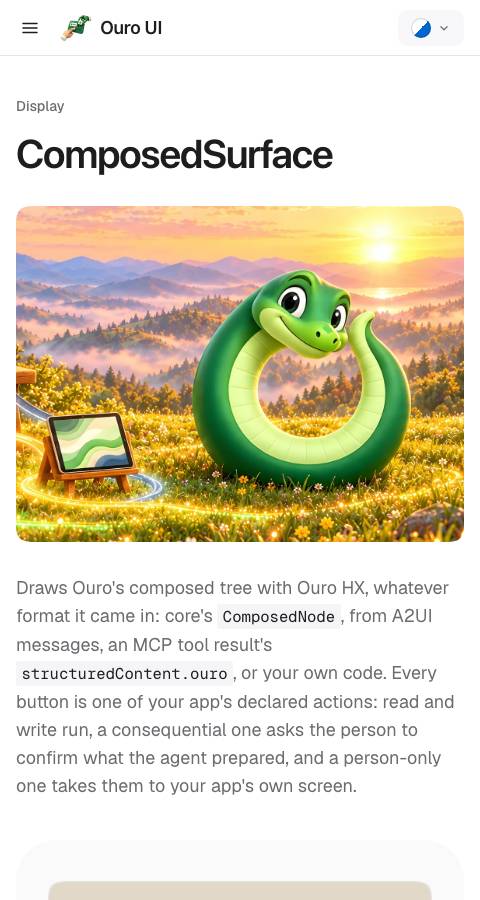 Ouro UI
Display
ComposedSurface
Draws Ouro's composed tree with Ouro HX, whatever
format it came in: core's ComposedNode, from A2UI
messages, an MCP tool result's
structuredContent.ouro, or your own code. Every
button is one of your app's declared actions: read and
write run, a consequential one asks the person to
confirm what the agent prepared, and a person-only
one takes them to your app's own screen.